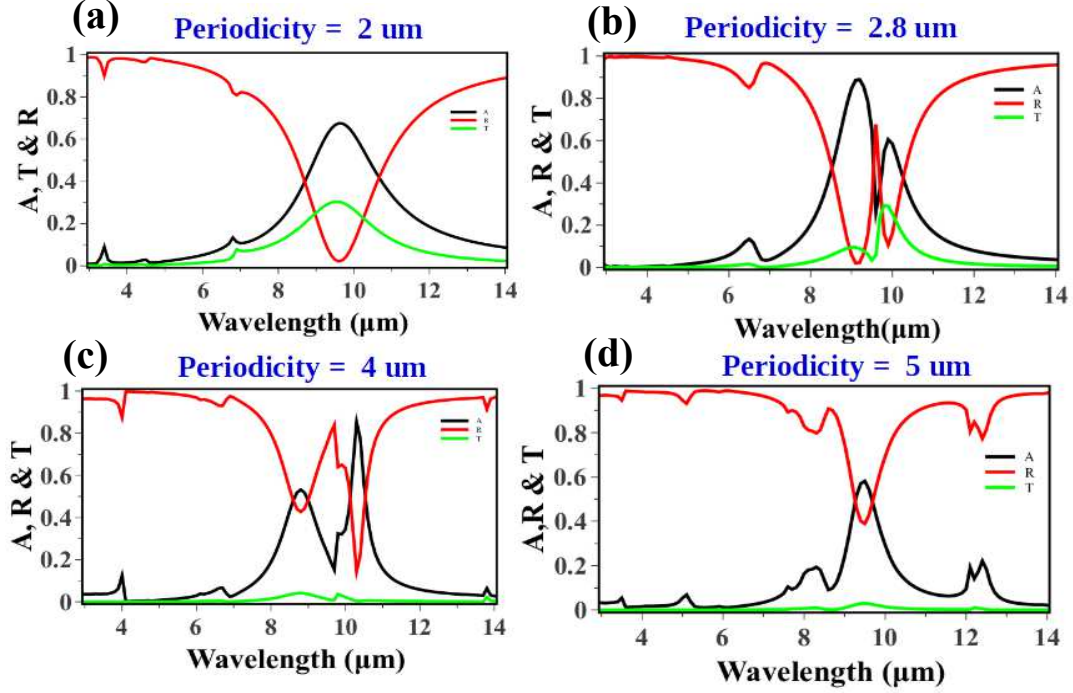 (a)
Periodicity = 2 um
A, T & R
1
0.8
0.6
0.4
0.2
0
A
R
T
4 6 8 10 12 14
Wavelength (μm)
(b)
Periodicity = 2.8 um
A, R & T
1
0.8
0.6
0.4
0.2
0
A
R
T
4 6 8 10 12 14
Wavelength(μm)
(c)
Periodicity = 4 um
A, R & T
1
0.8
0.6
0.4
0.2
0
A
R
T
4 6 8 10 12 14
Wavelength (μm)
(d)
Periodicity = 5 um
A,R & T
1
0.8
0.6
0.4
0.2
0
A
R
T
4 6 8 10 12 14
Wavelength (μm)